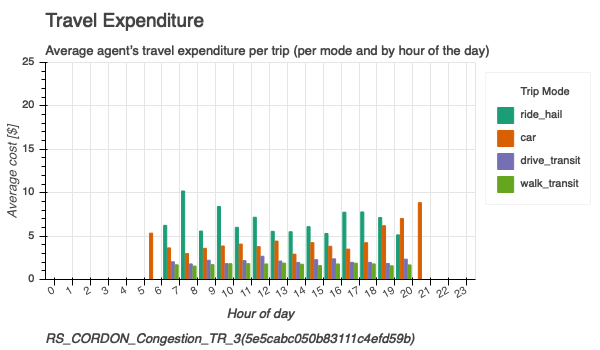 Travel Expenditure
Average agent's travel expenditure per trip (per mode and by hour of the day)
25
20
15
10
5
0
Average cost [$]
0 1 2 3 4 5 6 7 8 9 10 11 12 13 14 15 16 17 18 19 20 21 22 23
Hour of day
Trip Mode
ride_hail
car
drive_transit
walk_transit
RS_CORDON_Congestion_TR_3(5e5cabc050b83111c4efd59b)